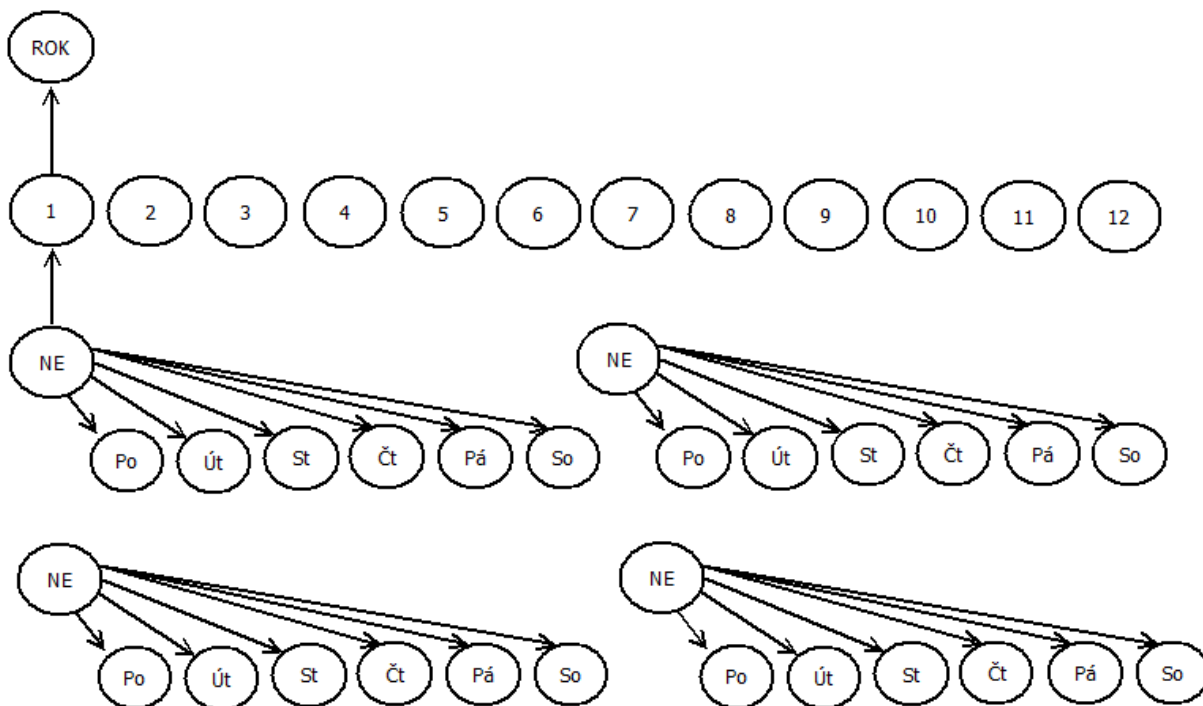 ROK
1 2 3 4 5 6 7 8 9 10 11 12
NE NE
Po Út St Čt Pá So Po Út St Čt Pá So
NE NE
Po Út St Čt Pá So Po Út St Čt Pá So